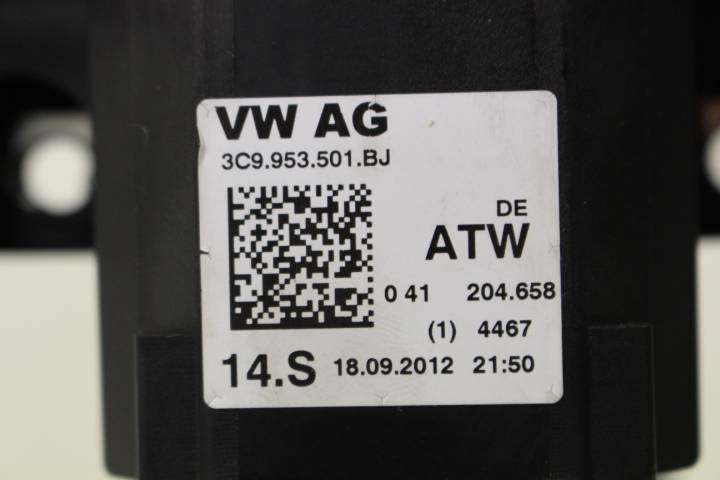 VW AG
3C9.953.501.BJ
DE
ATW
0 41 204.658
(1) 4467
14.S 18.09.2012 21:50